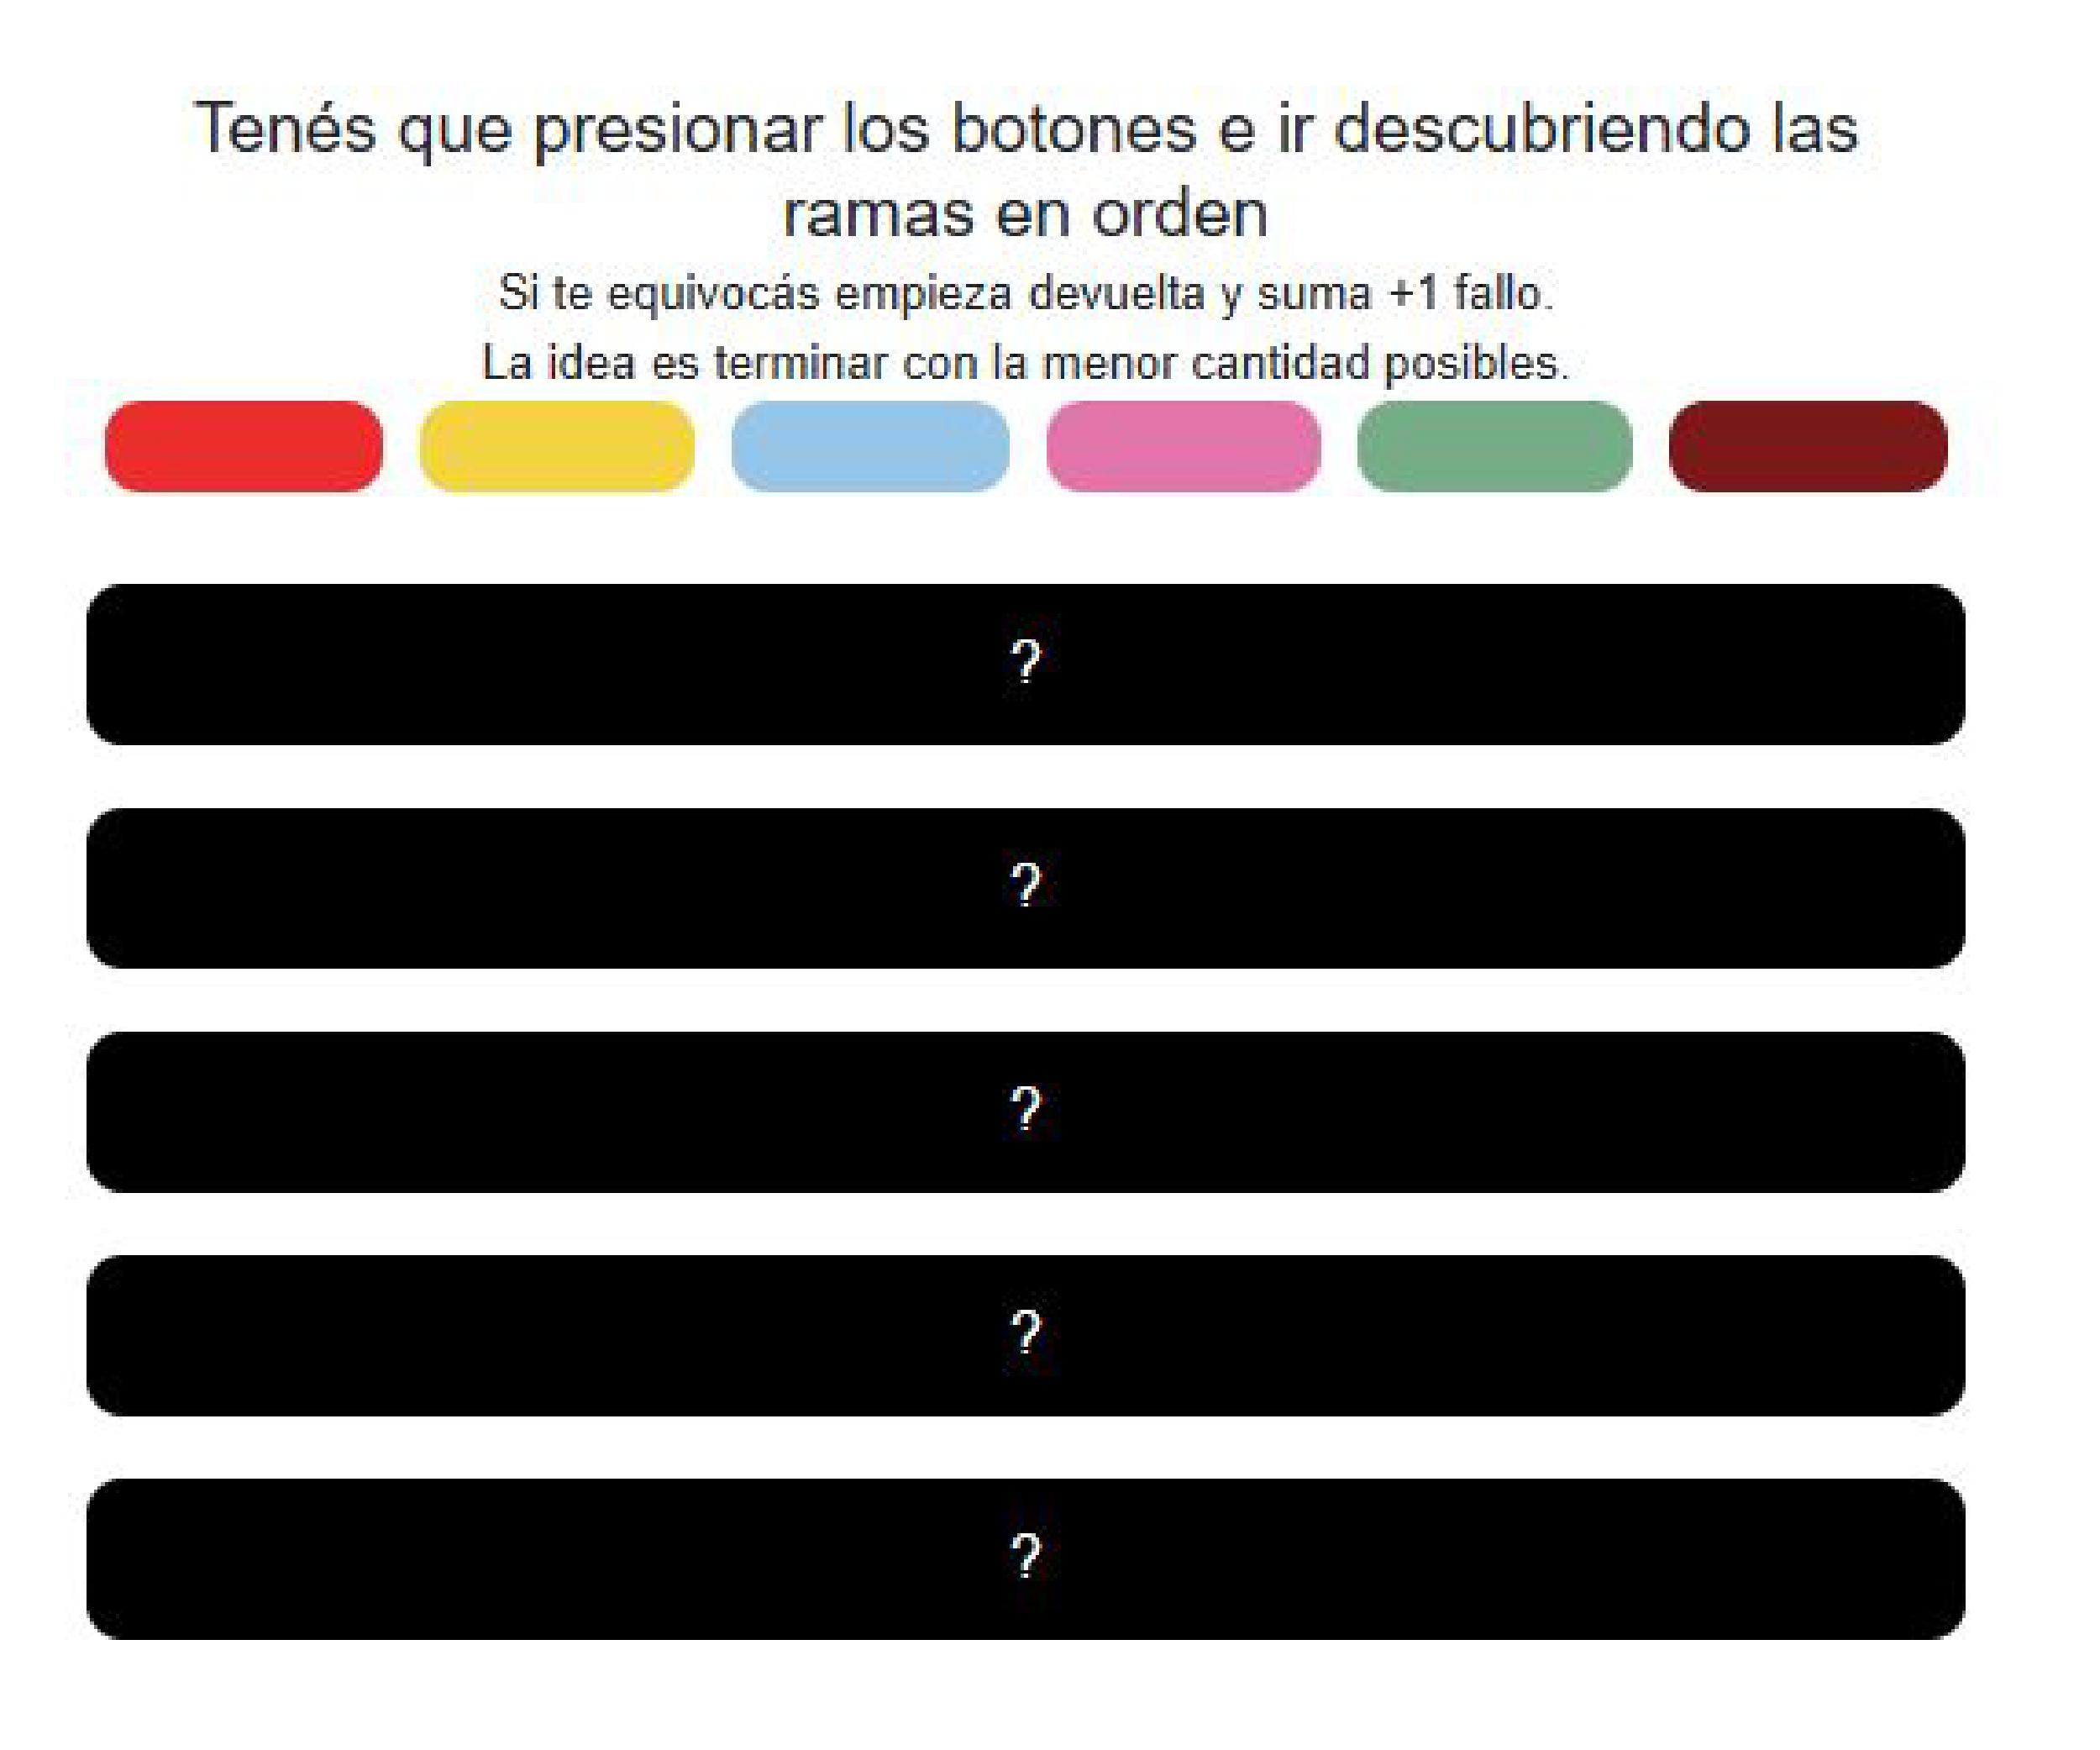 Tenés que presionar los botones e ir descubriendo las
ramas en orden
Si te equivocás empieza devuelta y suma +1 fallo.
La idea es terminar con la menor cantidad posibles.
?
?
?
?
?